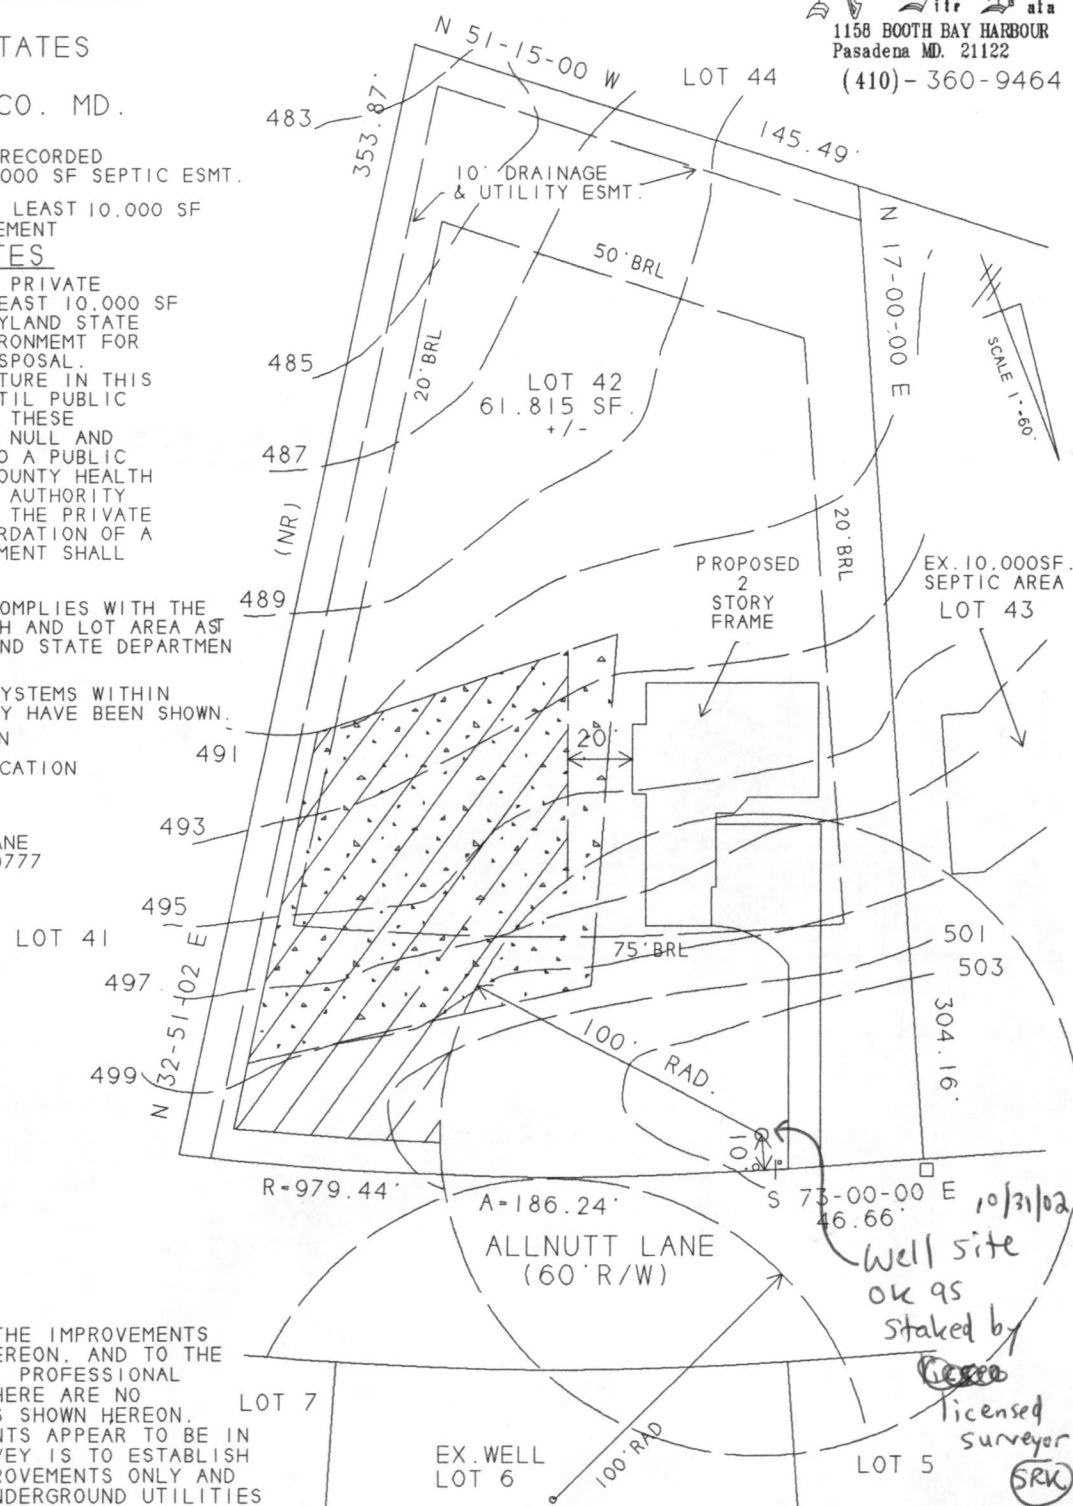 TATES
CO. MD.
RECORDED
000 SF SEPTIC ESMT.
LEAST 10.000 SF
EMENT
TES
PRIVATE
EAST 10.000 SF
YLAND STATE
RONMEMT FOR
SPOSAL.
TURE IN THIS
TIL PUBLIC
THESE
NULL AND
O A PUBLIC
OUNTY HEALTH
AUTHORITY
THE PRIVATE
RDATION OF A
MENT SHALL
OMPLIES WITH THE
H AND LOT AREA AST
ND STATE DEPARTMEN
YSTEMS WITHIN
Y HAVE BEEN SHOWN.
N
CATION
ANE
0777
LOT 41
ite ata
1158 BOOTH BAY HARBOUR
Pasadena MD. 21122
(410)- 360-9464
N 51-15-00 W
LOT 44
145.49'
483
353.87'
10' DRAINAGE
& UTILITY ESMT.
50' BRL
N 17-00-00 E
SCALE 1"-60'
485
20' BRL
LOT 42
61.815 SF.
+/-
487
(NR)
20' BRL
PROPOSED
2
STORY
FRAME
EX.10.000SF.
SEPTIC AREA
LOT 43
489
491
20'
493
495
75' BRL
501
503
497
N 32-51-02 E
100' RAD.
304.16'
499
10'
R=979.44'
A=186.24'
S 73-00-00 E
46.66'
ALLNUTT LANE
(60' R/W)
10/31/02
Well site
ok as
staked by
licensed
surveyor
SRK
THE IMPROVEMENTS
EREON. AND TO THE
PROFESSIONAL
HERE ARE NO
S SHOWN HEREON.
NTS APPEAR TO BE IN
VEY IS TO ESTABLISH
ROVEMENTS ONLY AND
NDERGROUND UTILITIES
LOT 7
EX.WELL
LOT 6
100' RAD
LOT 5